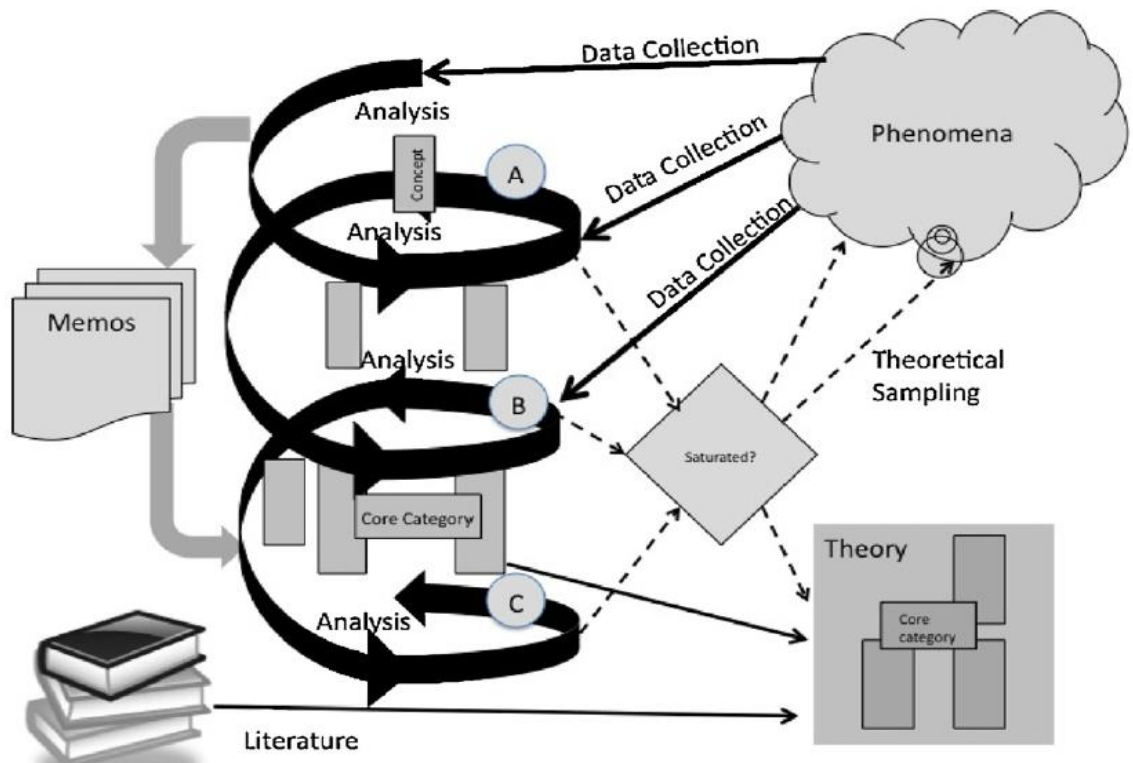 Data Collection
Analysis
Phenomena
Data Collection
Concept
A
Analysis
Data Collection
Memos
Analysis
Theoretical
Sampling
B
Saturated?
Core Category
Theory
C
Analysis
Core
category
Literature